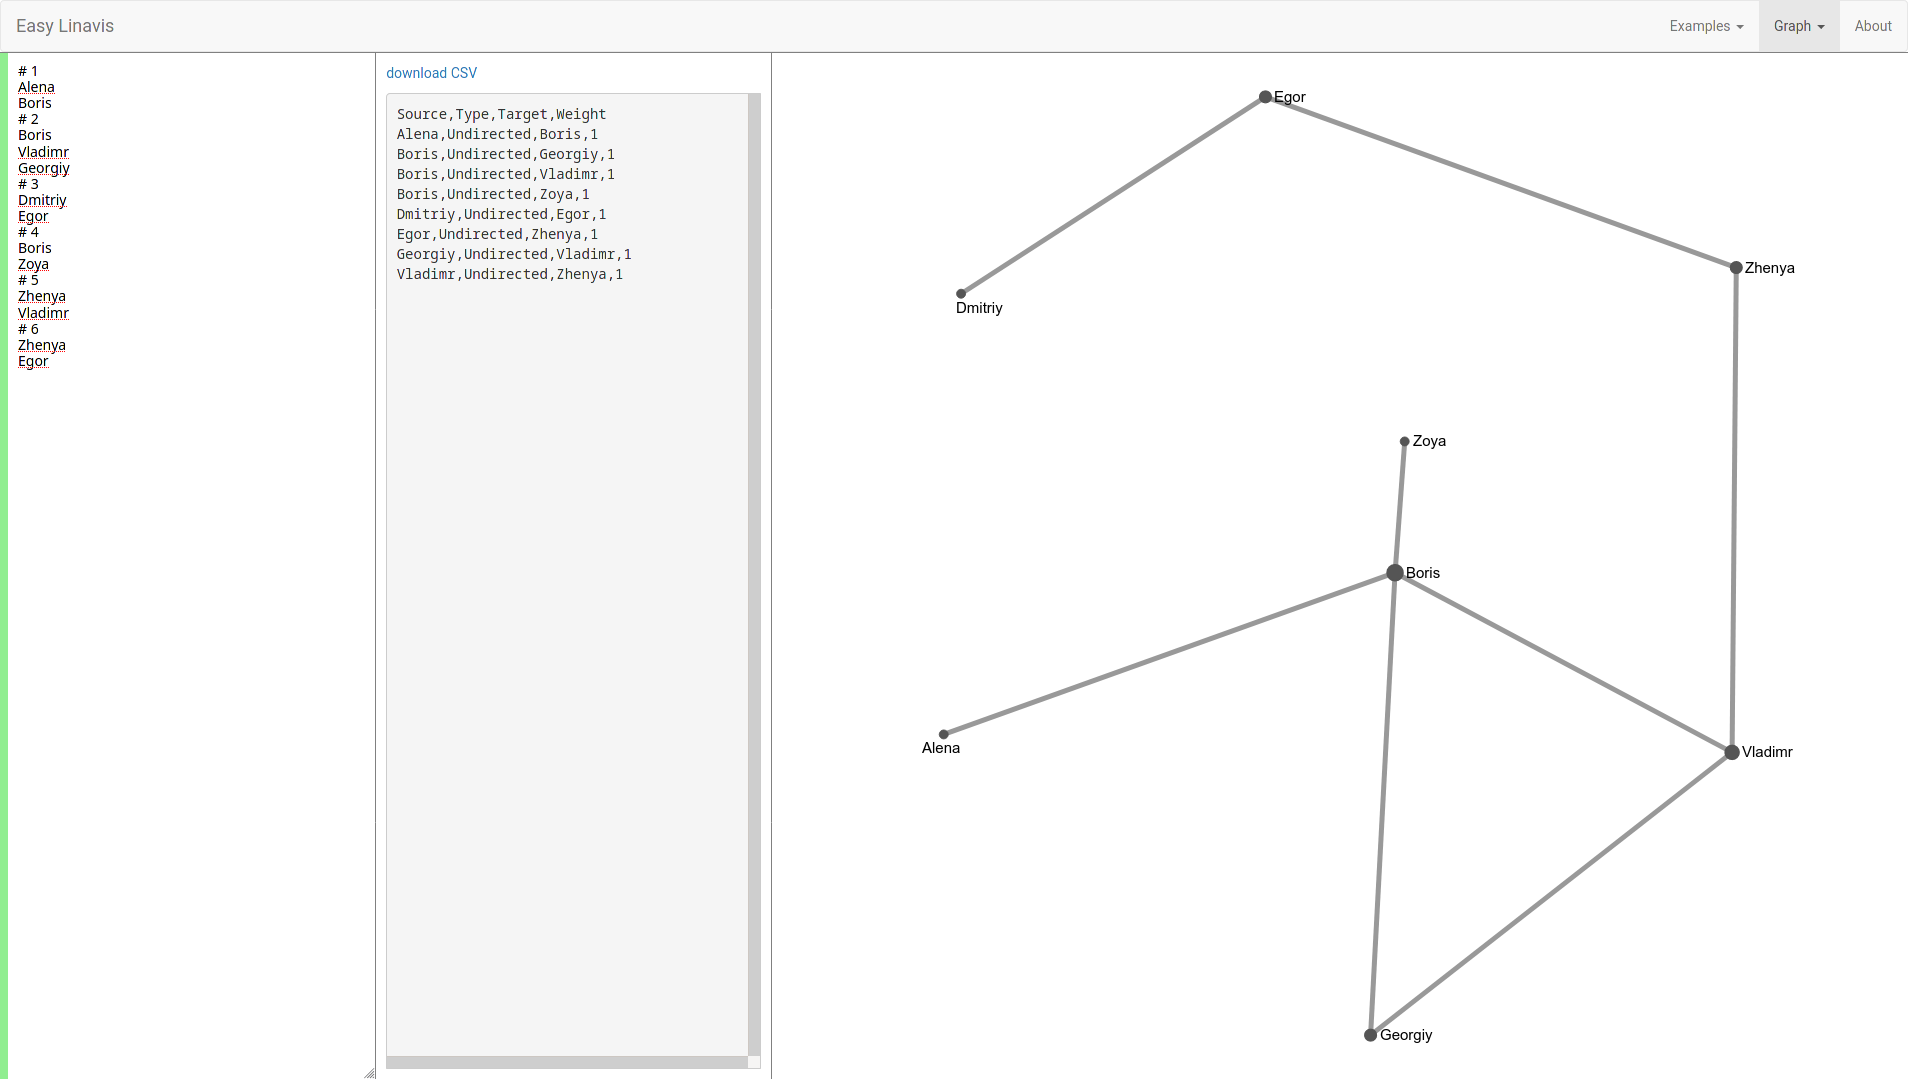 Easy Linavis
Examples
Graph
About
# 1
Alena
Boris
# 2
Boris
Vladimr
Georgiy
# 3
Dmitriy
Egor
# 4
Boris
Zoya
# 5
Zhenya
Vladimr
# 6
Zhenya
Egor
download CSV
Source,Type,Target,Weight
Alena,Undirected,Boris,1
Boris,Undirected,Georgiy,1
Boris,Undirected,Vladimr,1
Boris,Undirected,Zoya,1
Dmitriy,Undirected,Egor,1
Egor,Undirected,Zhenya,1
Georgiy,Undirected,Vladimr,1
Vladimr,Undirected,Zhenya,1
Egor
Zhenya
Dmitriy
Zoya
Boris
Alena
Vladimr
Georgiy